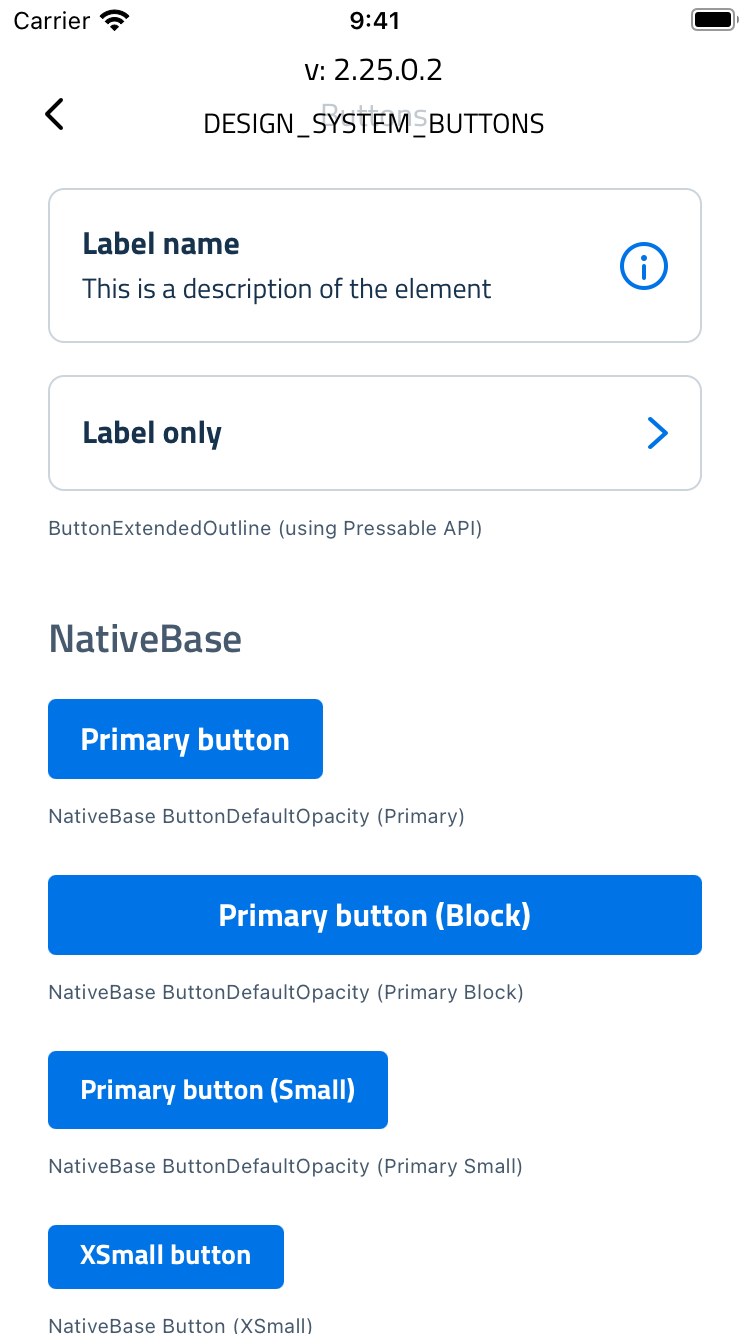 Carrier 9:41
v: 2.25.0.2
Buttons
DESIGN_SYSTEM_BUTTONS
Label name
This is a description of the element
Label only
ButtonExtendedOutline (using Pressable API)
NativeBase
Primary button
NativeBase ButtonDefaultOpacity (Primary)
Primary button (Block)
NativeBase ButtonDefaultOpacity (Primary Block)
Primary button (Small)
NativeBase ButtonDefaultOpacity (Primary Small)
XSmall button
NativeBase Button (XSmall)